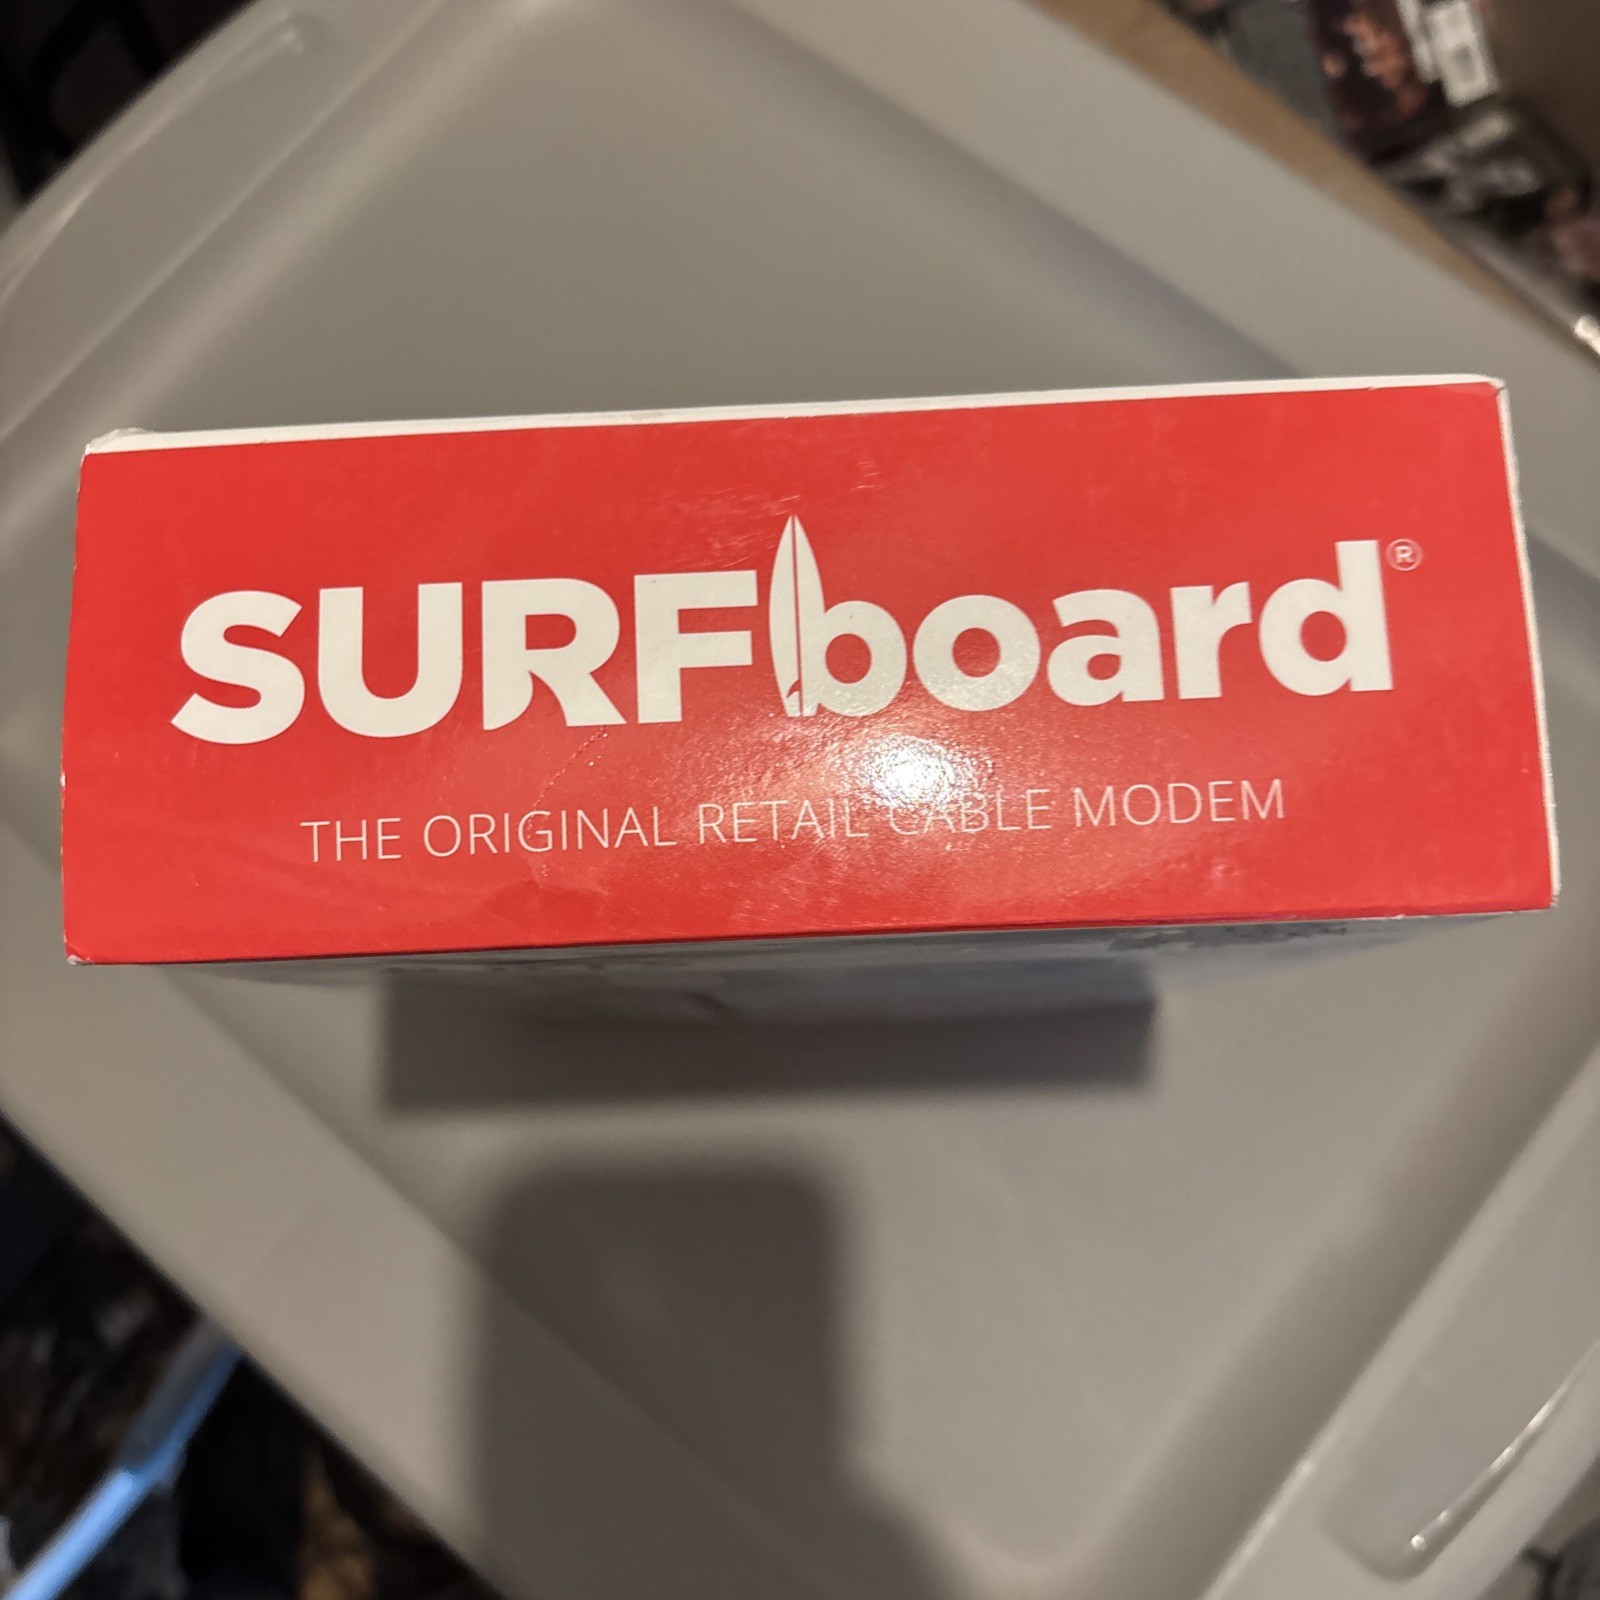 SURFboard®
THE ORIGINAL RETAIL CABLE MODEM